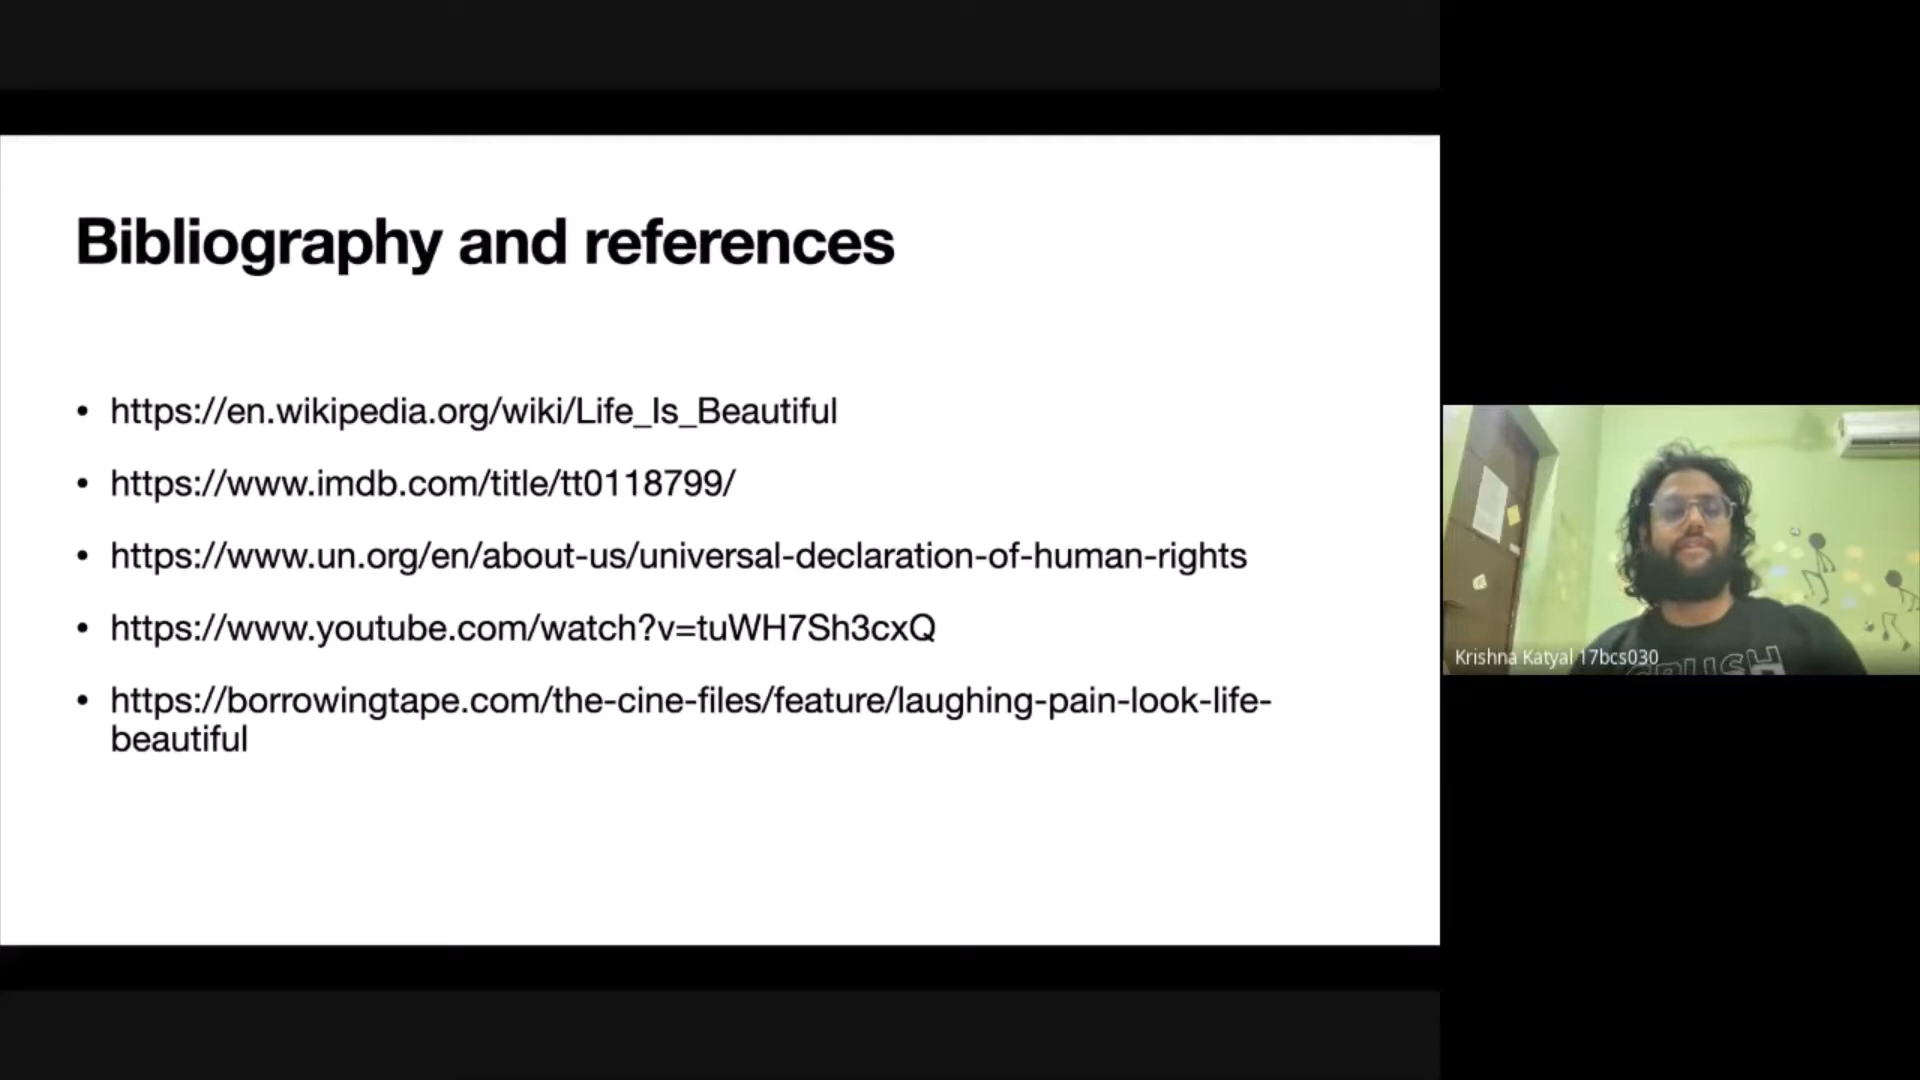 Bibliography and references
• https://en.wikipedia.org/wiki/Life_Is_Beautiful
• https://www.imdb.com/title/tt0118799/
• https://www.un.org/en/about-us/universal-declaration-of-human-rights
• https://www.youtube.com/watch?v=tuWH7Sh3cxQ
• https://borrowingtape.com/the-cine-files/feature/laughing-pain-look-life-
beautiful
Krishna Katyal 17bcs030
CRUSH